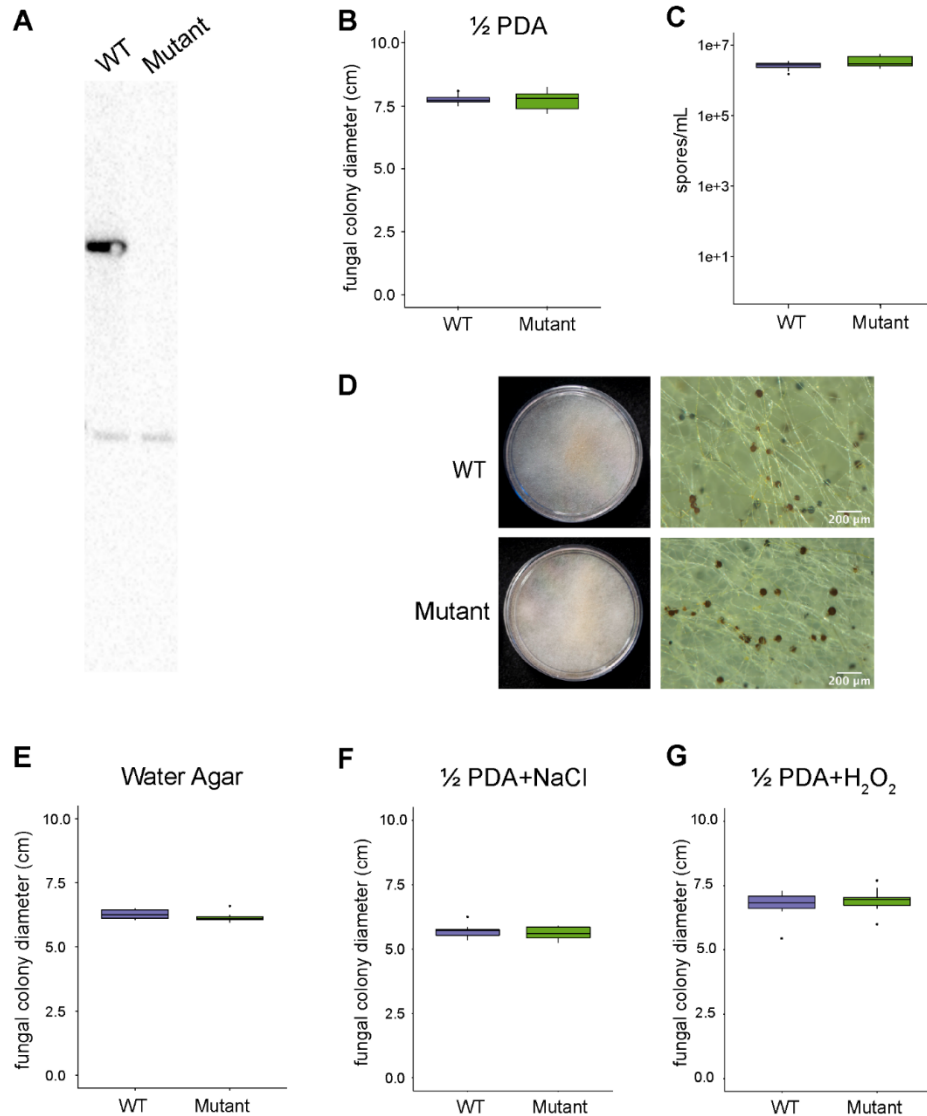 A
WT
Mutant
B
½ PDA
fungal colony diameter (cm)
10.0
7.5
5.0
2.5
0.0
WT
Mutant
C
spores/mL
1e+7
1e+5
1e+3
1e+1
WT
Mutant
D
WT
200 µm
Mutant
200 µm
E
Water Agar
fungal colony diameter (cm)
10.0
7.5
5.0
2.5
0.0
WT
Mutant
F
½ PDA+NaCl
fungal colony diameter (cm)
10.0
7.5
5.0
2.5
0.0
WT
Mutant
G
½ PDA+H₂O₂
fungal colony diameter (cm)
10.0
7.5
5.0
2.5
0.0
WT
Mutant